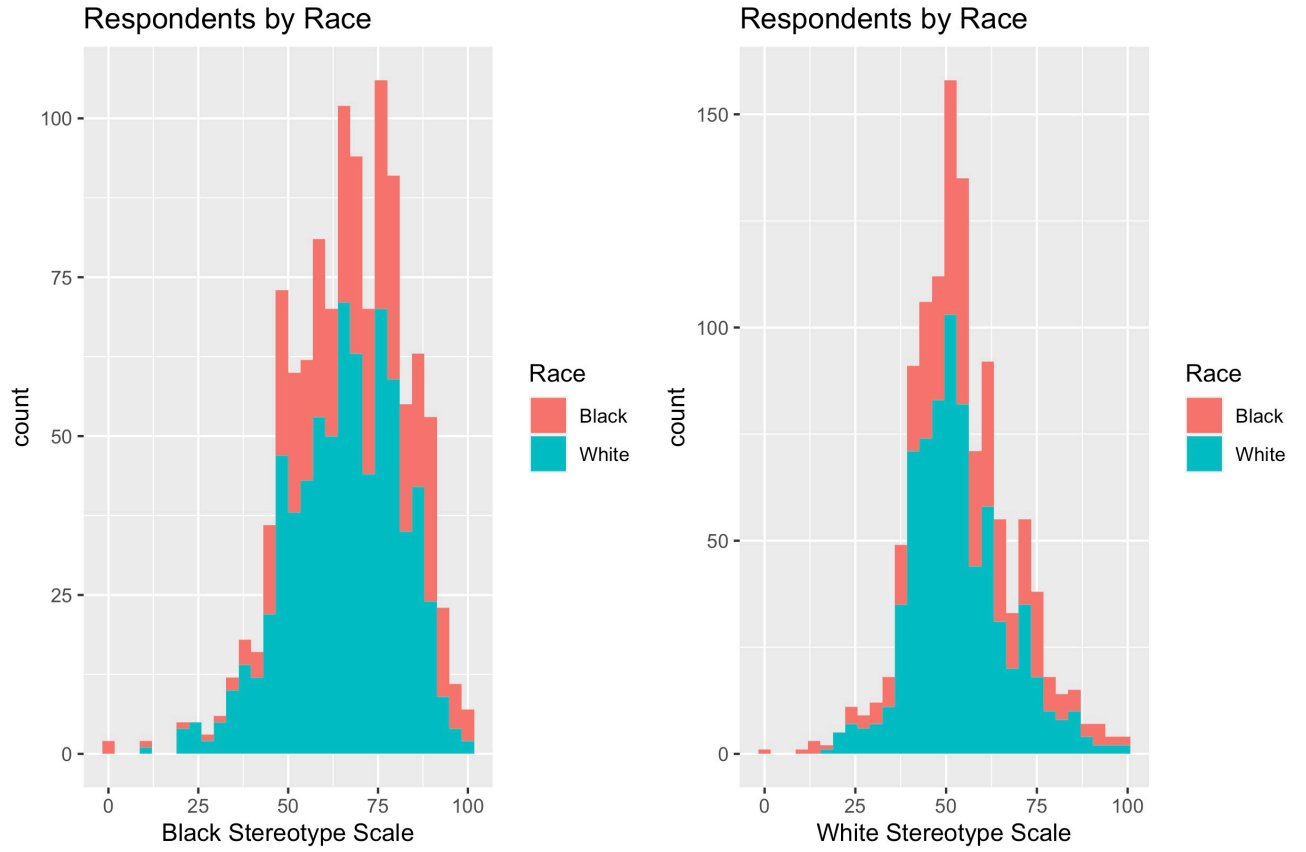 Respondents by Race
100
75
50
25
0
count
0 25 50 75 100
Black Stereotype Scale
Race
Black
White
Respondents by Race
150
100
50
0
count
0 25 50 75 100
White Stereotype Scale
Race
Black
White